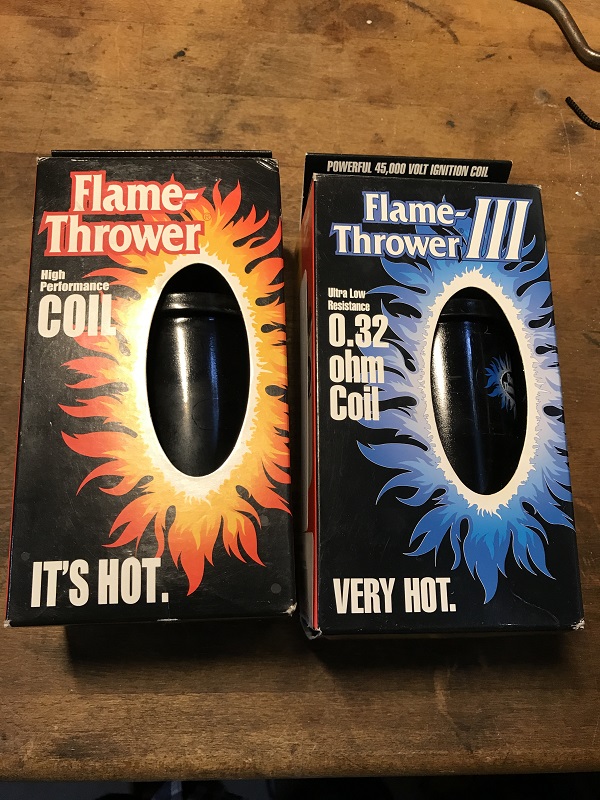 Flame-
Thrower
High
Performance
COIL
IT'S HOT.
POWERFUL 45,000 VOLT IGNITION COIL
Flame-
Thrower III
Ultra Low
Resistance
0.32
ohm
Coil
VERY HOT.